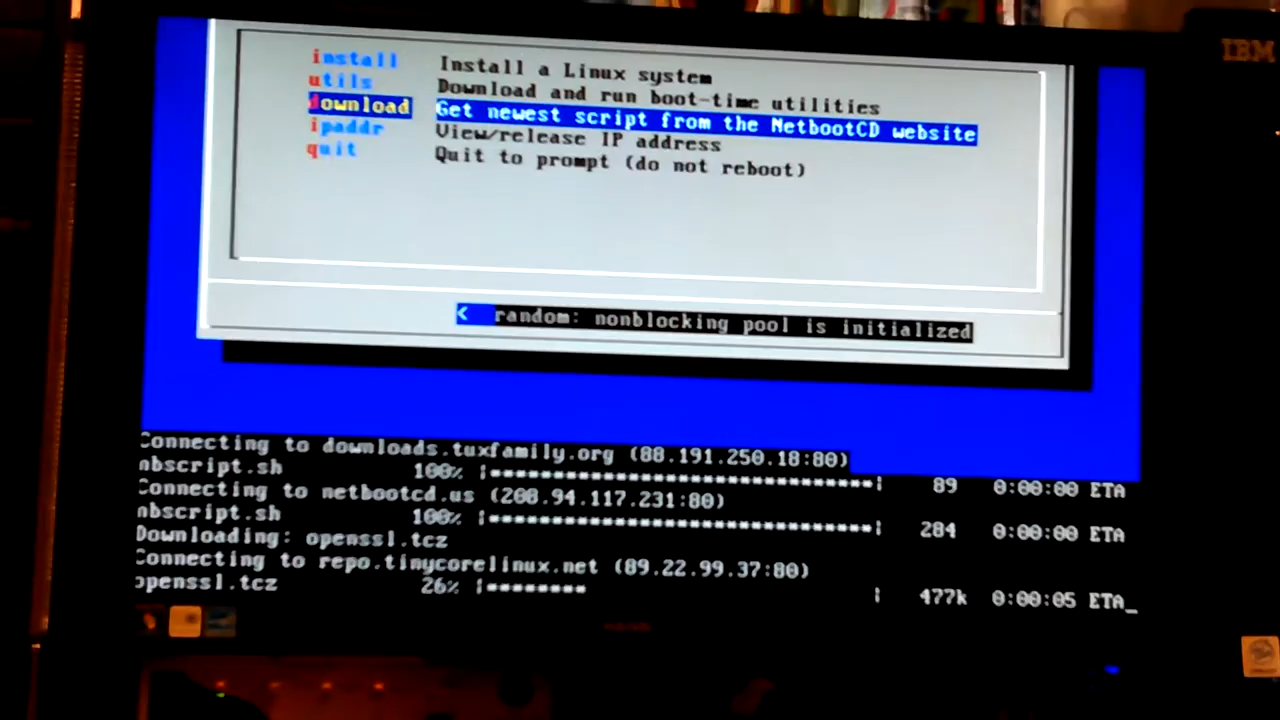 IBM
install Install a Linux system
utils Download and run boot-time utilities
download Get newest script from the NetbootCD website
ipaddr View/release IP address
quit Quit to prompt (do not reboot)
< random: nonblocking pool is initialized
Connecting to downloads.tuxfamily.org (88.191.250.18:80)
nbscript.sh 100% |*******************************| 89 0:00:00 ETA
Connecting to netbootcd.us (208.94.117.231:80)
nbscript.sh 100% |*******************************| 284 0:00:00 ETA
Downloading: openssl.tcz
Connecting to repo.tinycorelinux.net (89.22.99.37:80)
openssl.tcz 26% |******** | 477k 0:00:05 ETA_